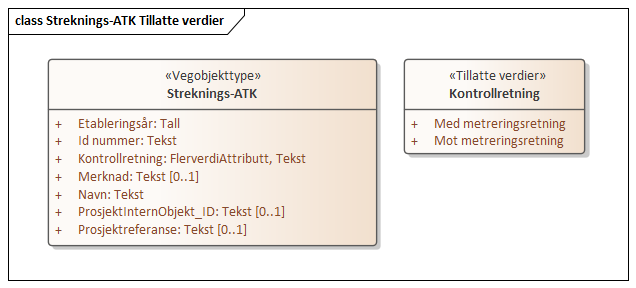 class Streknings-ATK Tillatte verdier
«Vegobjekttype»
Streknings-ATK
+ Etableringsår: Tall
+ Id nummer: Tekst
+ Kontrollretning: FlerverdiAttributt, Tekst
+ Merknad: Tekst [0..1]
+ Navn: Tekst
+ ProsjektInternObjekt_ID: Tekst [0..1]
+ Prosjektreferanse: Tekst [0..1]
«Tillatte verdier»
Kontrollretning
+ Med metreringsretning
+ Mot metreringsretning